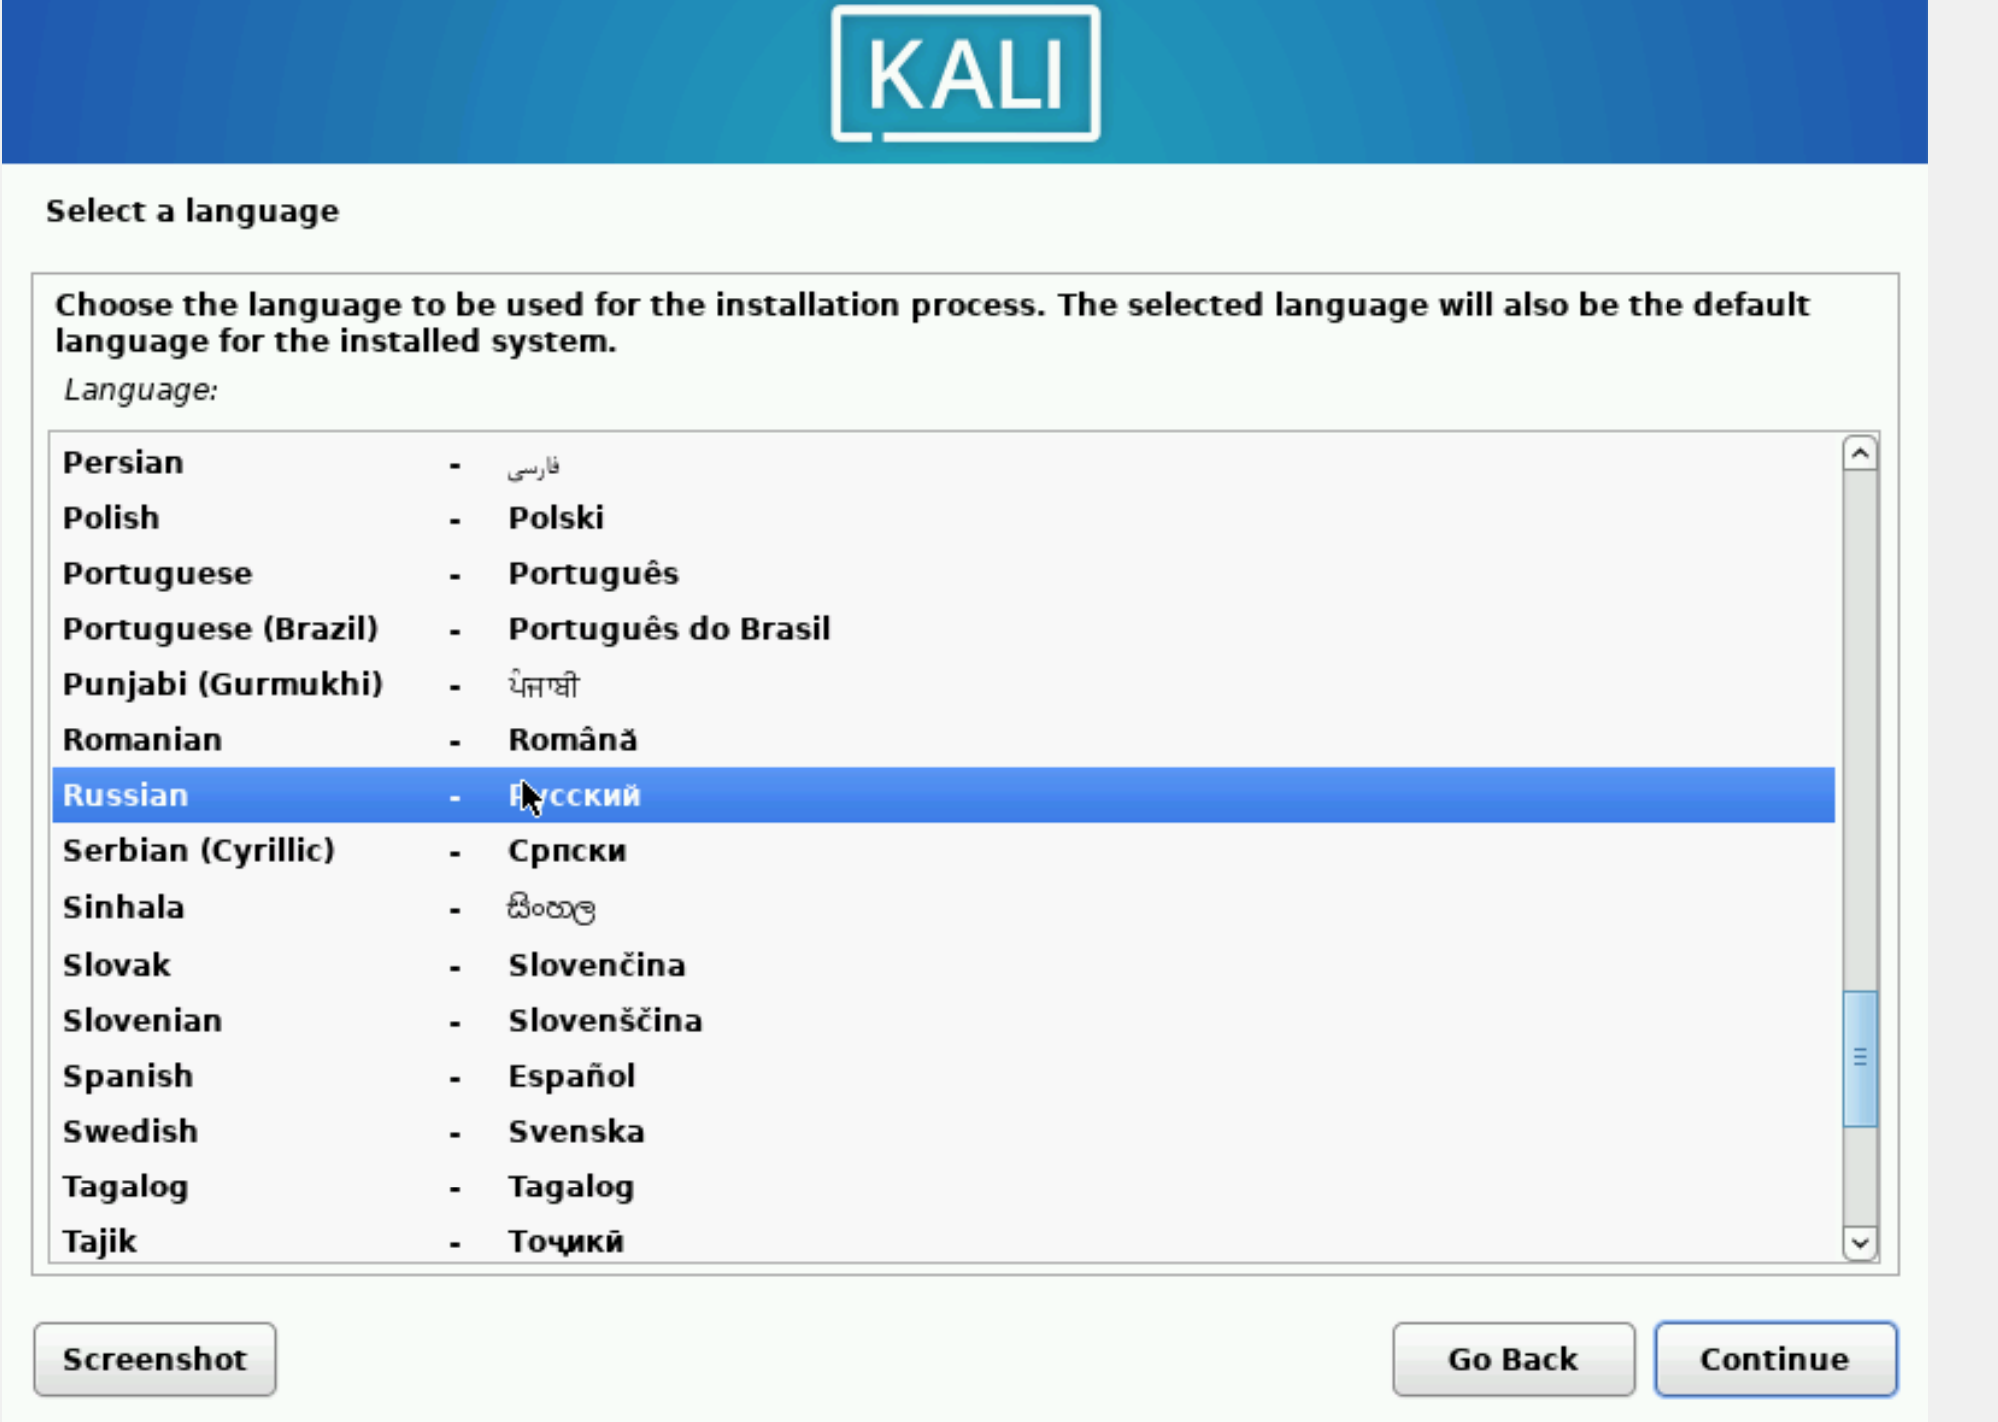 KALI
Select a language
Choose the language to be used for the installation process. The selected language will also be the default
language for the installed system.
Language:
Persian - فارسی
Polish - Polski
Portuguese - Português
Portuguese (Brazil) - Português do Brasil
Punjabi (Gurmukhi) - ਪੰਜਾਬੀ
Romanian - Română
Russian - Русский
Serbian (Cyrillic) - Српски
Sinhala - සිංහල
Slovak - Slovenčina
Slovenian - Slovenščina
Spanish - Español
Swedish - Svenska
Tagalog - Tagalog
Tajik - Тоҷикӣ
Screenshot Go Back Continue